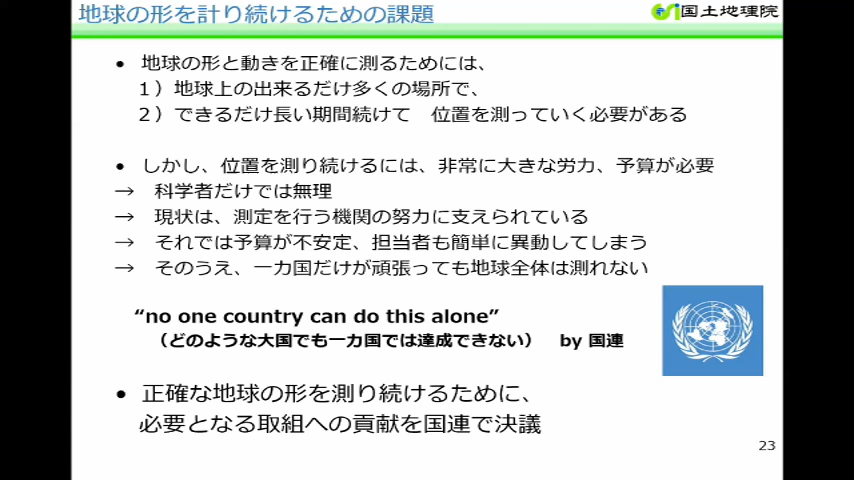 地球の形を計り続けるための課題
国土地理院
• 地球の形と動きを正確に測るためには、
１）地球上の出来るだけ多くの場所で、
２）できるだけ長い期間続けて　位置を測っていく必要がある
• しかし、位置を測り続けるには、非常に大きな労力、予算が必要
→　科学者だけでは無理
→　現状は、測定を行う機関の努力に支えられている
→　それでは予算が不安定、担当者も簡単に異動してしまう
→　そのうえ、一カ国だけが頑張っても地球全体は測れない
“no one country can do this alone”
（どのような大国でも一カ国では達成できない）　by 国連
• 正確な地球の形を測り続けるために、
必要となる取組への貢献を国連で決議
23